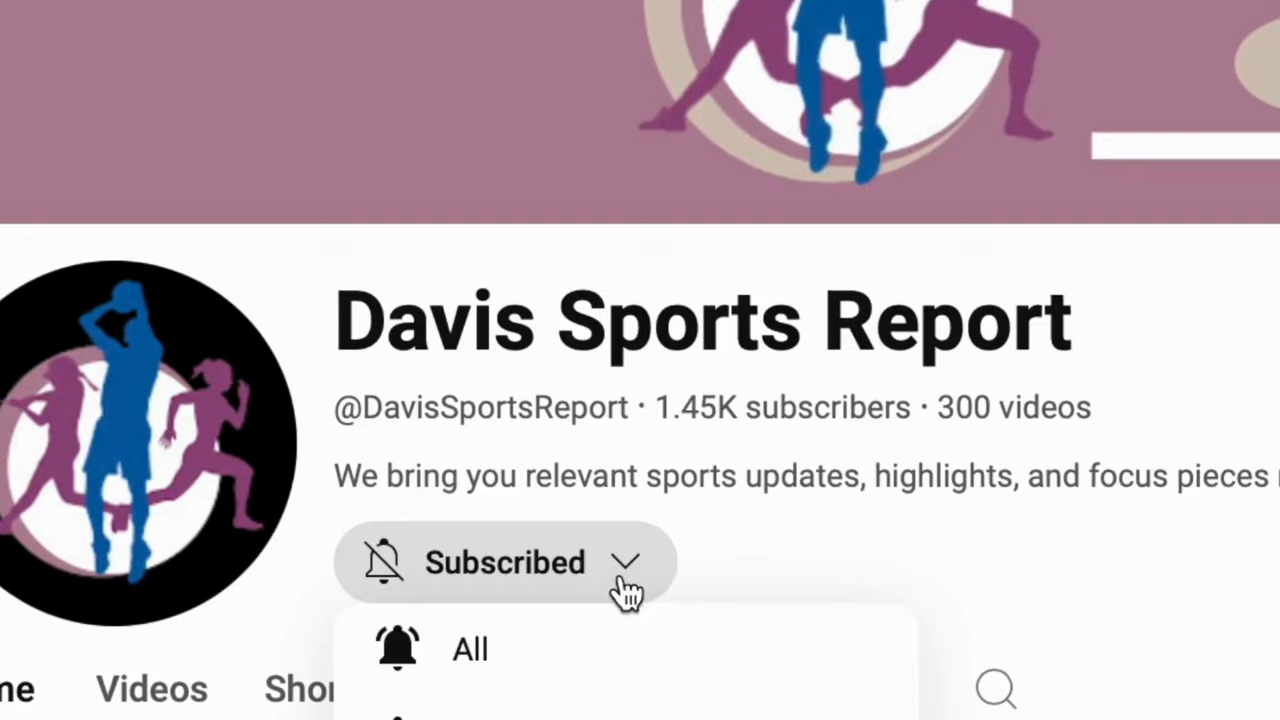 Davis Sports Report
@DavisSportsReport · 1.45K subscribers · 300 videos
We bring you relevant sports updates, highlights, and focus pieces
Subscribed
All
Videos